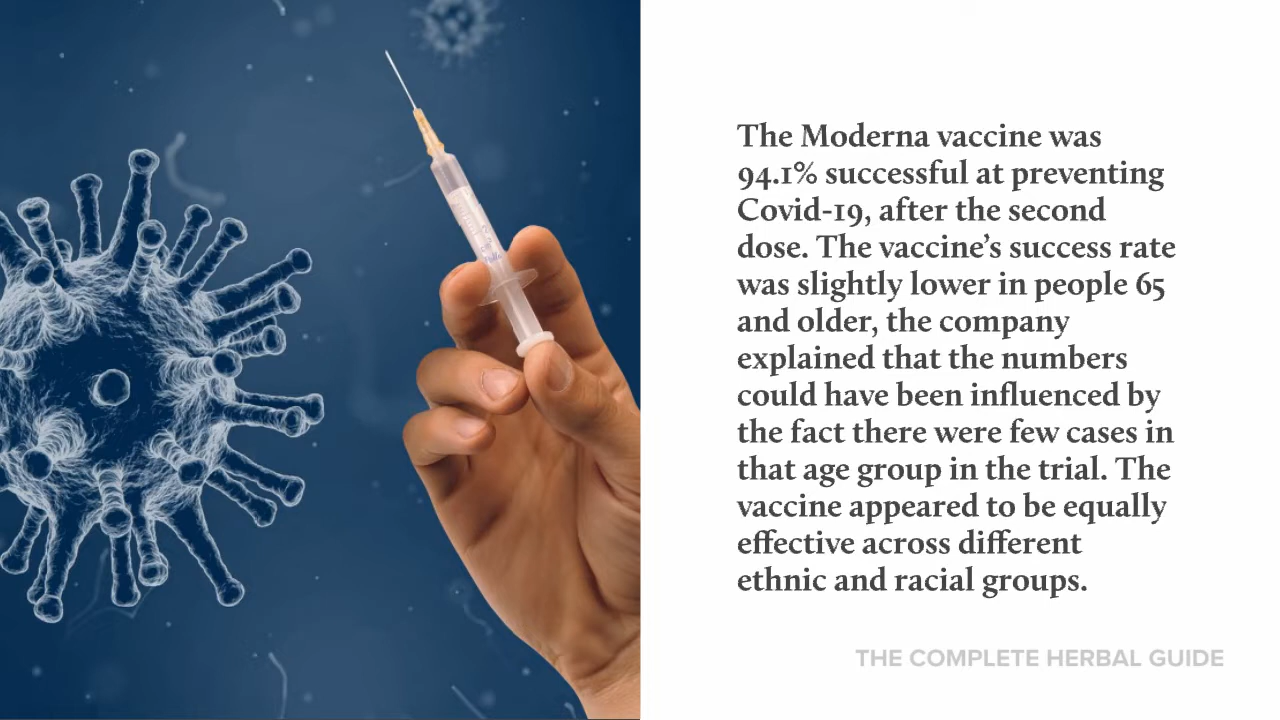 The Moderna vaccine was
94.1% successful at preventing
Covid-19, after the second
dose. The vaccine’s success rate
was slightly lower in people 65
and older, the company
explained that the numbers
could have been influenced by
the fact there were few cases in
that age group in the trial. The
vaccine appeared to be equally
effective across different
ethnic and racial groups.
THE COMPLETE HERBAL GUIDE